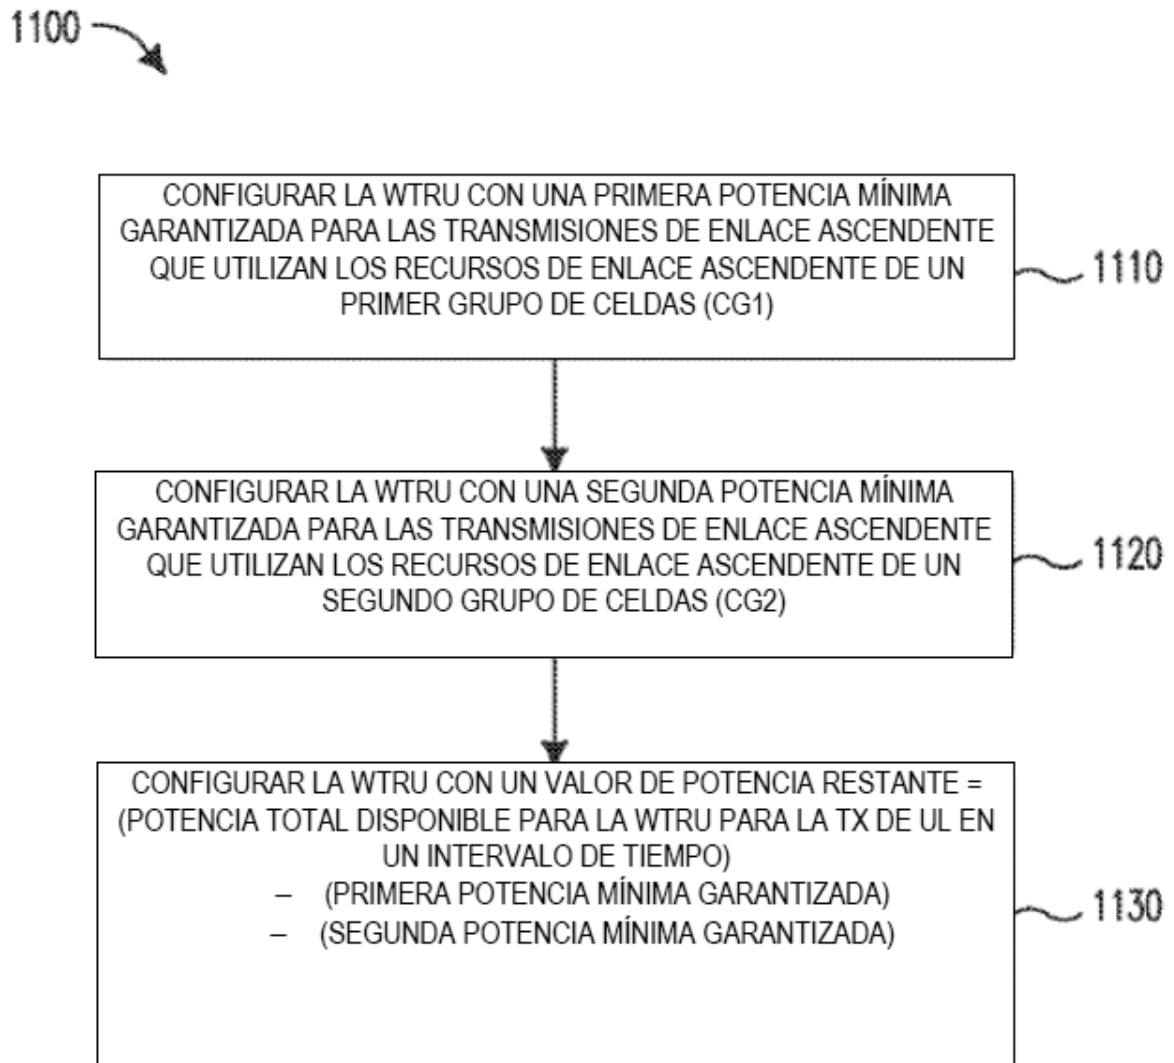 1100
CONFIGURAR LA WTRU CON UNA PRIMERA POTENCIA MÍNIMA
GARANTIZADA PARA LAS TRANSMISIONES DE ENLACE ASCENDENTE
QUE UTILIZAN LOS RECURSOS DE ENLACE ASCENDENTE DE UN
PRIMER GRUPO DE CELDAS (CG1)
1110
CONFIGURAR LA WTRU CON UNA SEGUNDA POTENCIA MÍNIMA
GARANTIZADA PARA LAS TRANSMISIONES DE ENLACE ASCENDENTE
QUE UTILIZAN LOS RECURSOS DE ENLACE ASCENDENTE DE UN
SEGUNDO GRUPO DE CELDAS (CG2)
1120
CONFIGURAR LA WTRU CON UN VALOR DE POTENCIA RESTANTE =
(POTENCIA TOTAL DISPONIBLE PARA LA WTRU PARA LA TX DE UL EN
UN INTERVALO DE TIEMPO)
– (PRIMERA POTENCIA MÍNIMA GARANTIZADA)
– (SEGUNDA POTENCIA MÍNIMA GARANTIZADA)
1130